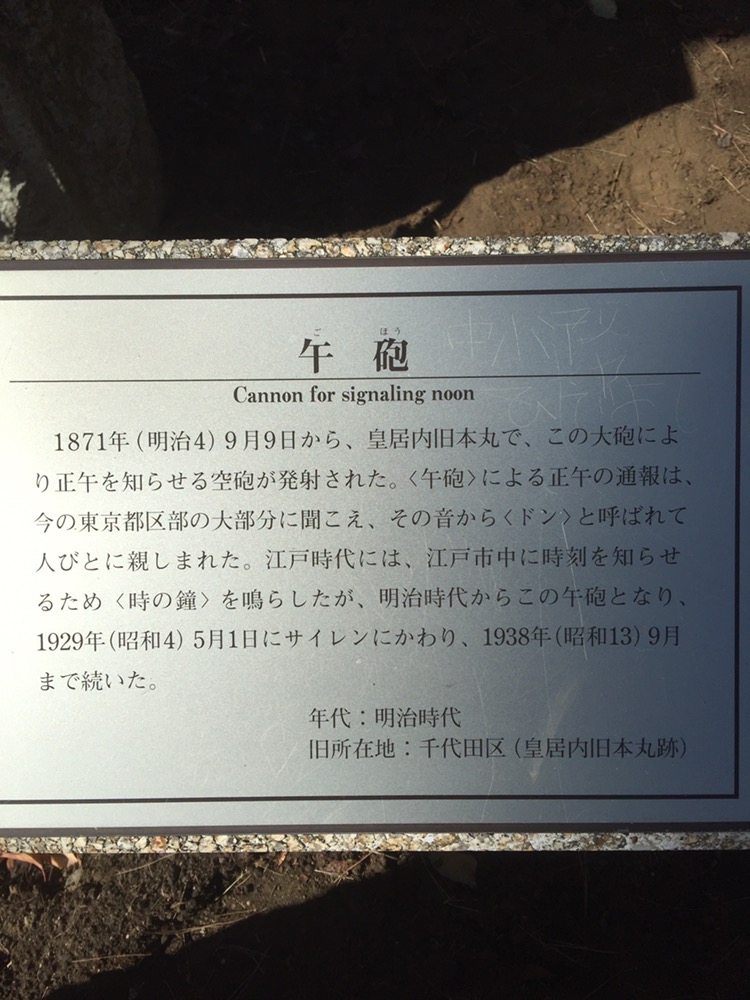 ご ほう
午 砲
Cannon for signaling noon
1871年(明治4)9月9日から、皇居内旧本丸で、この大砲によ
り正午を知らせる空砲が発射された。〈午砲〉による正午の通報は、
今の東京都区部の大部分に聞こえ、その音から〈ドン〉と呼ばれて
人びとに親しまれた。江戸時代には、江戸市中に時刻を知らせ
るため〈時の鐘〉を鳴らしたが、明治時代からこの午砲となり、
1929年(昭和4)5月1日にサイレンにかわり、1938年(昭和13)9月
まで続いた。
年代：明治時代
旧所在地：千代田区(皇居内旧本丸跡)